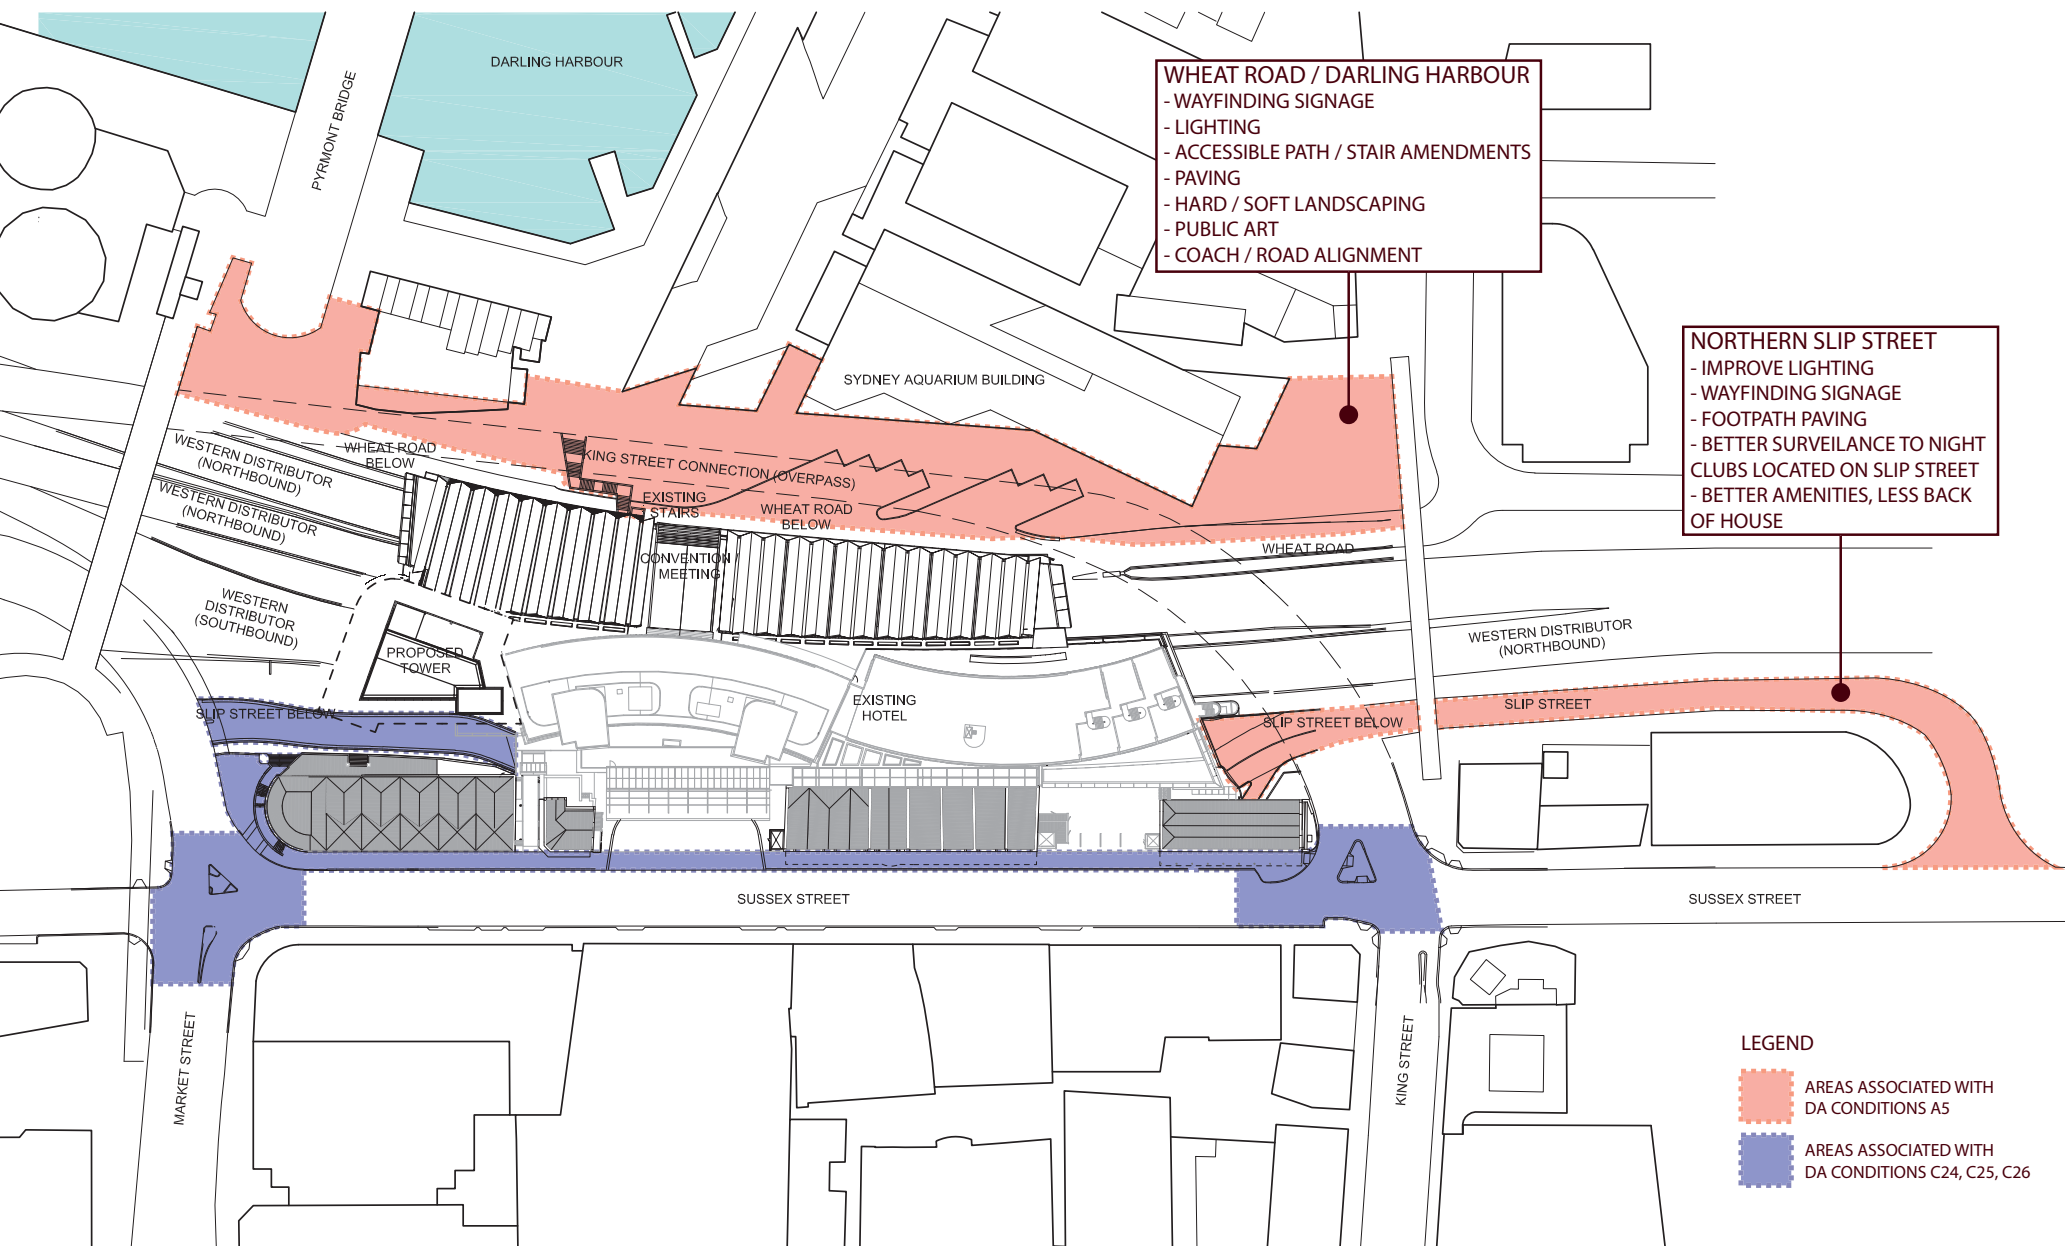 DARLING HARBOUR
PYRMONT BRIDGE
WHEAT ROAD / DARLING HARBOUR
- WAYFINDING SIGNAGE
- LIGHTING
- ACCESSIBLE PATH / STAIR AMENDMENTS
- PAVING
- HARD / SOFT LANDSCAPING
- PUBLIC ART
- COACH / ROAD ALIGNMENT
NORTHERN SLIP STREET
- IMPROVE LIGHTING
- WAYFINDING SIGNAGE
- FOOTPATH PAVING
- BETTER SURVEILANCE TO NIGHT
CLUBS LOCATED ON SLIP STREET
- BETTER AMENITIES, LESS BACK
OF HOUSE
SYDNEY AQUARIUM BUILDING
WESTERN DISTRIBUTOR
(NORTHBOUND)
WHEAT ROAD
BELOW
KING STREET CONNECTION (OVERPASS)
WESTERN DISTRIBUTOR
(NORTHBOUND)
EXISTING
STAIRS
WHEAT ROAD
BELOW
CONVENTION /
MEETING
WHEAT ROAD
WESTERN
DISTRIBUTOR
(SOUTHBOUND)
PROPOSED
TOWER
WESTERN DISTRIBUTOR
(NORTHBOUND)
EXISTING
HOTEL
SLIP STREET BELOW
SLIP STREET BELOW
SLIP STREET
SUSSEX STREET
SUSSEX STREET
MARKET STREET
KING STREET
LEGEND
AREAS ASSOCIATED WITH
DA CONDITIONS A5
AREAS ASSOCIATED WITH
DA CONDITIONS C24, C25, C26